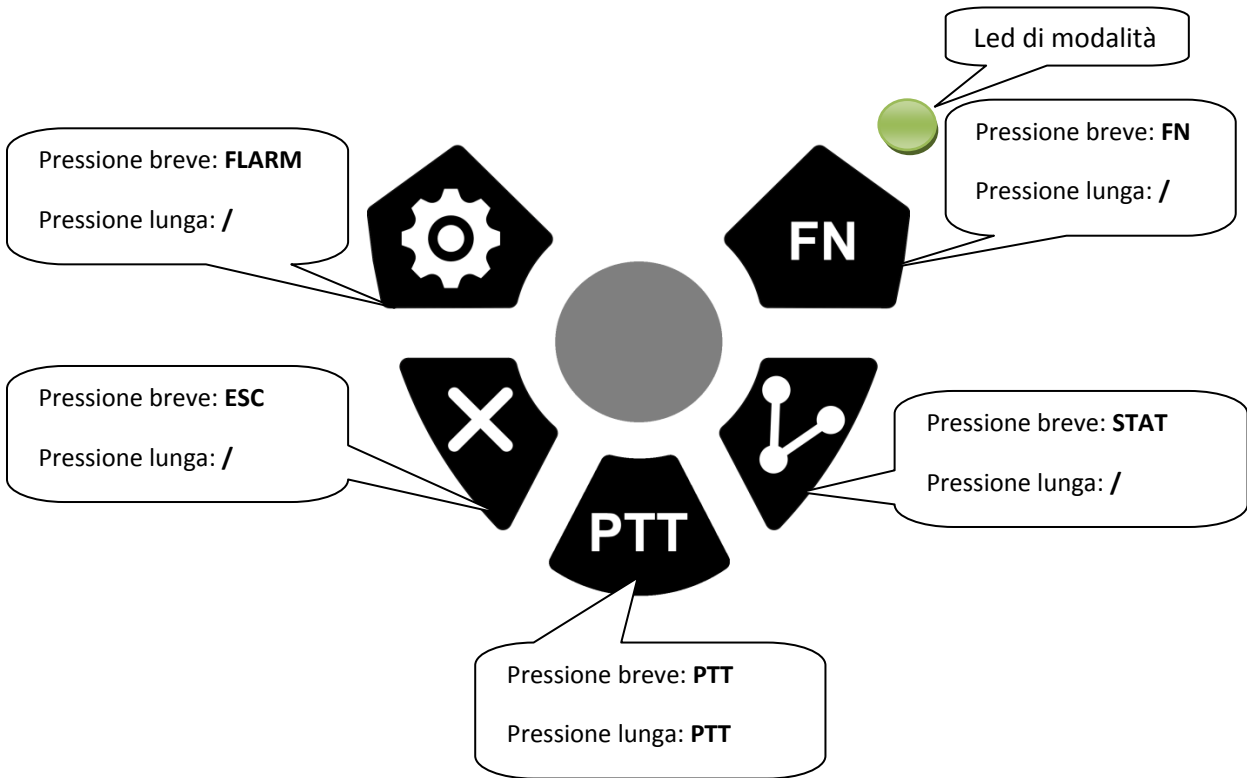 Led di modalità
Pressione breve: FLARM
Pressione lunga: /
Pressione breve: FN
Pressione lunga: /
FN
Pressione breve: ESC
Pressione lunga: /
Pressione breve: STAT
Pressione lunga: /
PTT
Pressione breve: PTT
Pressione lunga: PTT